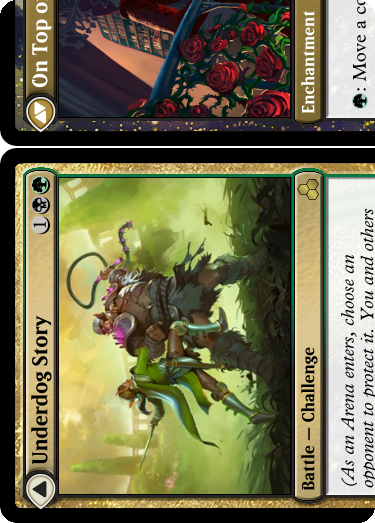 On Top o
Enchantment
: Move a co
Underdog Story
1
Battle — Challenge
(As an Arena enters, choose an
opponent to protect it. You and others